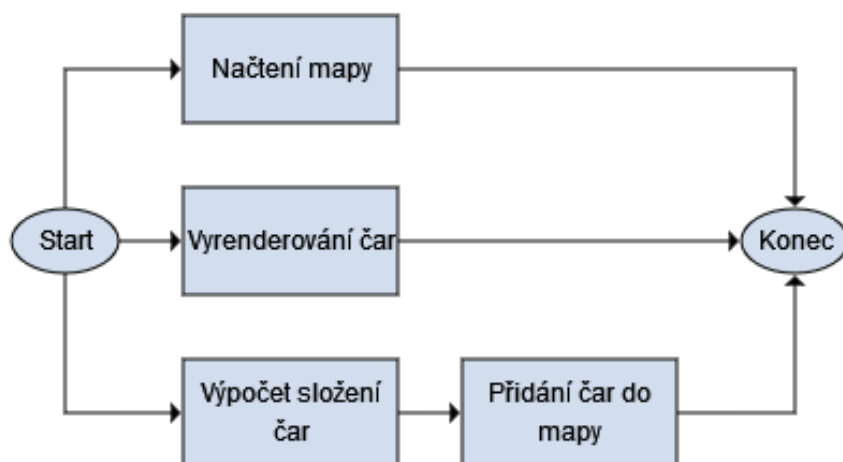 Načtení mapy
Start
Vyrenderování čar
Konec
Výpočet složení
čar
Přidání čar do
mapy